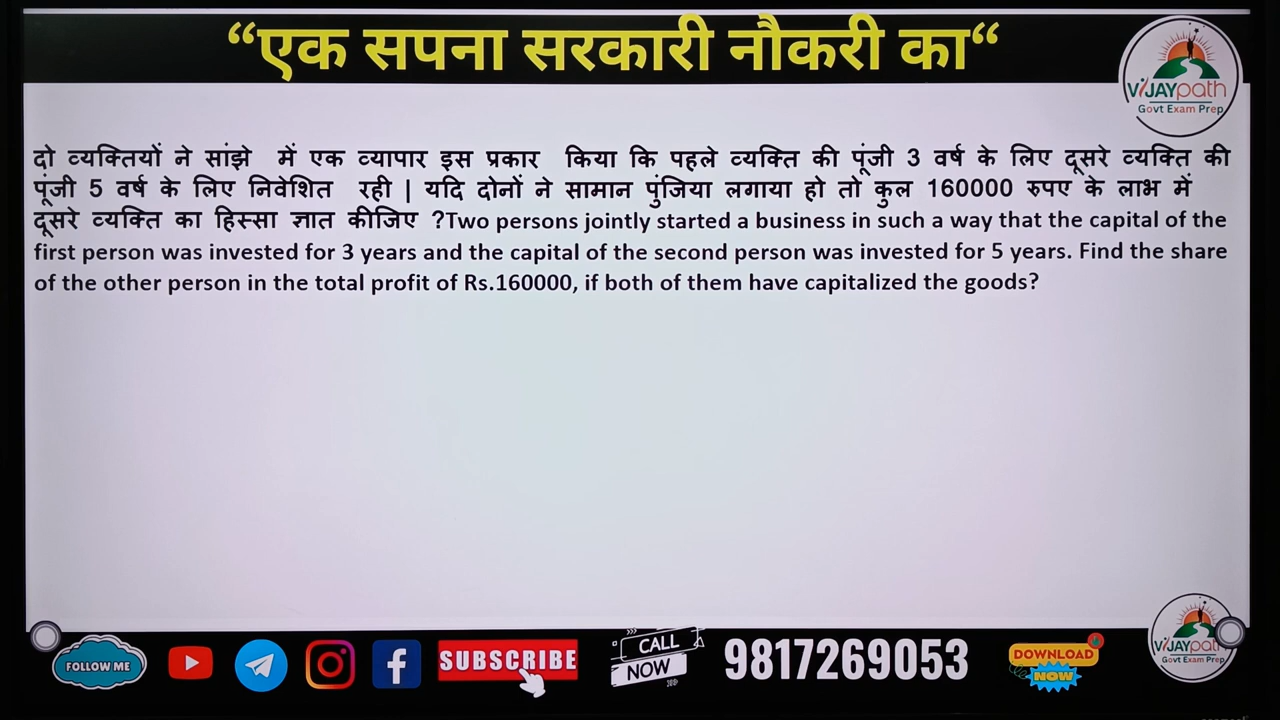 “एक सपना सरकारी नौकरी का“
VIJAYpath
Govt Exam Prep
दो व्यक्तियों ने सांझे में एक व्यापार इस प्रकार किया कि पहले व्यक्ति की पूंजी 3 वर्ष के लिए दूसरे व्यक्ति की
पूंजी 5 वर्ष के लिए निवेशित रही | यदि दोनों ने सामान पुंजिया लगाया हो तो कुल 160000 रुपए के लाभ में
दूसरे व्यक्ति का हिस्सा ज्ञात कीजिए ?Two persons jointly started a business in such a way that the capital of the
first person was invested for 3 years and the capital of the second person was invested for 5 years. Find the share
of the other person in the total profit of Rs.160000, if both of them have capitalized the goods?
FOLLOW ME
SUBSCRIBE
CALL
NOW
9817269053
DOWNLOAD
NOW
VIJAYpath
Govt Exam Prep